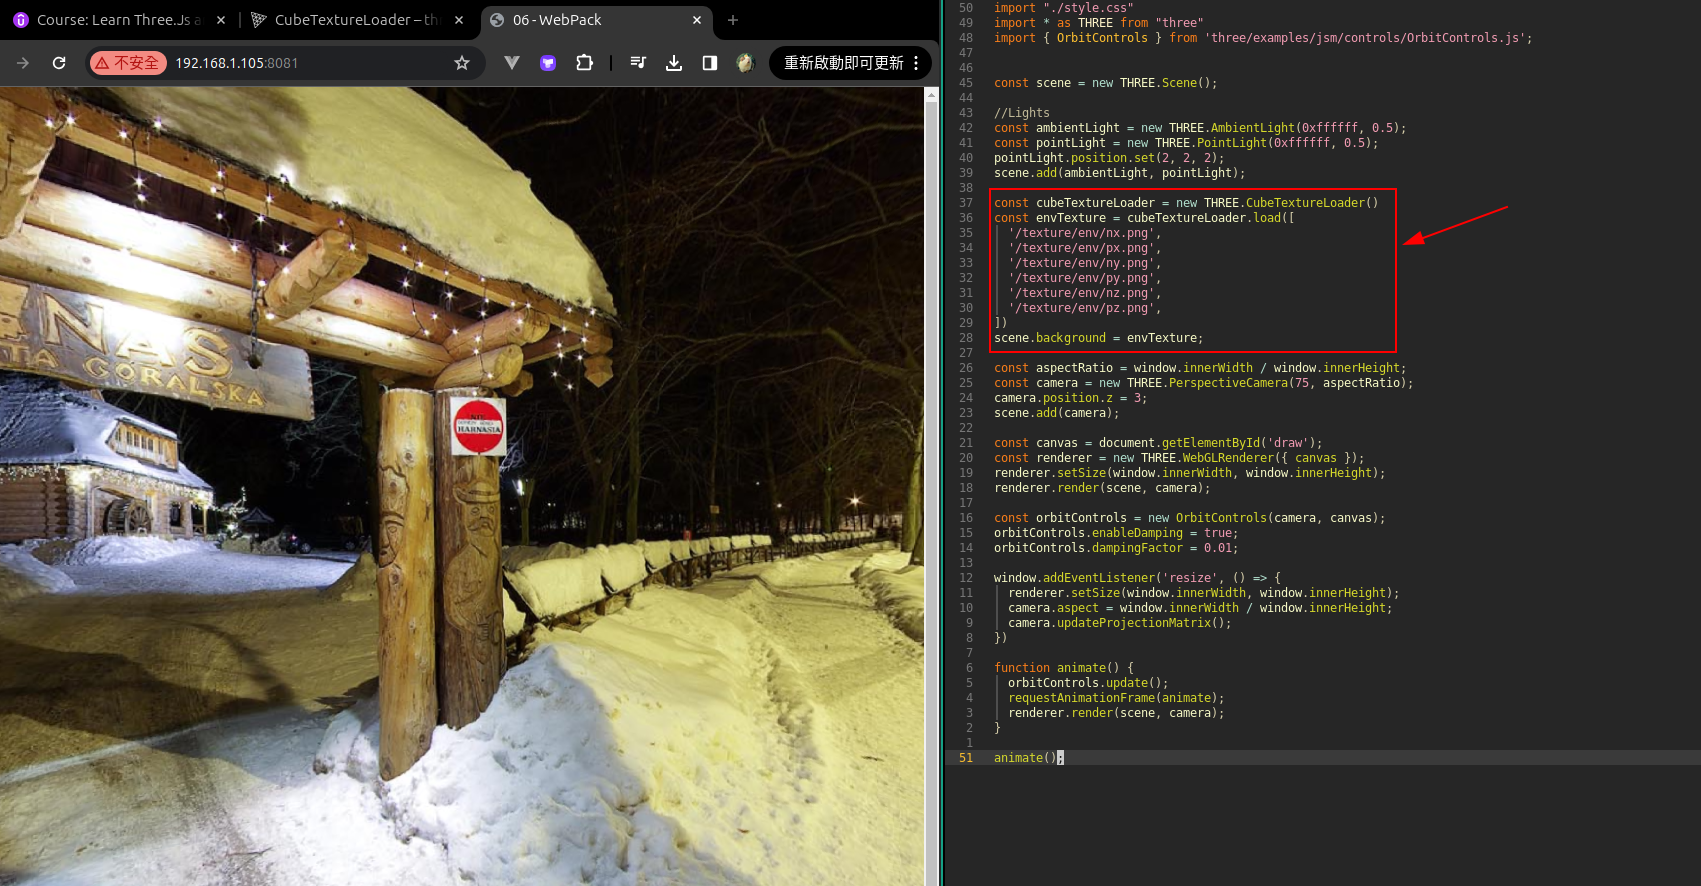 Course: Learn Three.Js a
CubeTextureLoader – th
06 - WebPack
不安全
192.168.1.105:8081
重新啟動即可更新
NAS
TA GORALSKA
HARNASIA
50 import "./style.css"
49 import * as THREE from "three"
48 import { OrbitControls } from 'three/examples/jsm/controls/OrbitControls.js';
47
46
45 const scene = new THREE.Scene();
44
43 //Lights
42 const ambientLight = new THREE.AmbientLight(0xffffff, 0.5);
41 const pointLight = new THREE.PointLight(0xffffff, 0.5);
40 pointLight.position.set(2, 2, 2);
39 scene.add(ambientLight, pointLight);
38
37 const cubeTextureLoader = new THREE.CubeTextureLoader()
36 const envTexture = cubeTextureLoader.load([
35 '/texture/env/nx.png',
34 '/texture/env/px.png',
33 '/texture/env/ny.png',
32 '/texture/env/py.png',
31 '/texture/env/nz.png',
30 '/texture/env/pz.png',
29 ])
28 scene.background = envTexture;
27
26 const aspectRatio = window.innerWidth / window.innerHeight;
25 const camera = new THREE.PerspectiveCamera(75, aspectRatio);
24 camera.position.z = 3;
23 scene.add(camera);
22
21 const canvas = document.getElementById('draw');
20 const renderer = new THREE.WebGLRenderer({ canvas });
19 renderer.setSize(window.innerWidth, window.innerHeight);
18 renderer.render(scene, camera);
17
16 const orbitControls = new OrbitControls(camera, canvas);
15 orbitControls.enableDamping = true;
14 orbitControls.dampingFactor = 0.01;
13
12 window.addEventListener('resize', () => {
11 renderer.setSize(window.innerWidth, window.innerHeight);
10 camera.aspect = window.innerWidth / window.innerHeight;
9 camera.updateProjectionMatrix();
8 })
7
6 function animate() {
5 orbitControls.update();
4 requestAnimationFrame(animate);
3 renderer.render(scene, camera);
2 }
1
51 animate();